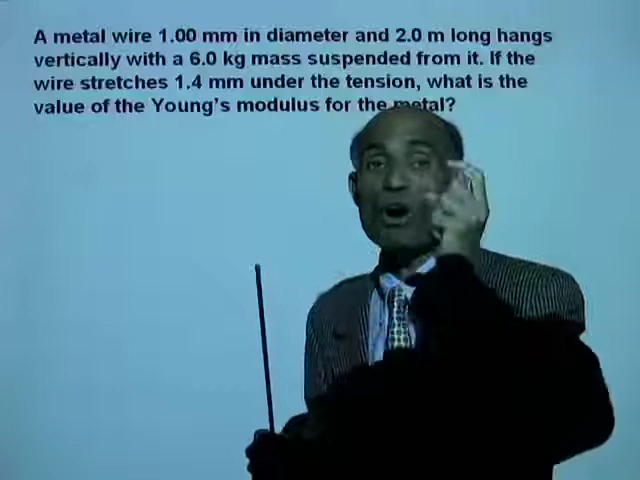 A metal wire 1.00 mm in diameter and 2.0 m long hangs
vertically with a 6.0 kg mass suspended from it. If the
wire stretches 1.4 mm under the tension, what is the
value of the Young's modulus for the metal?